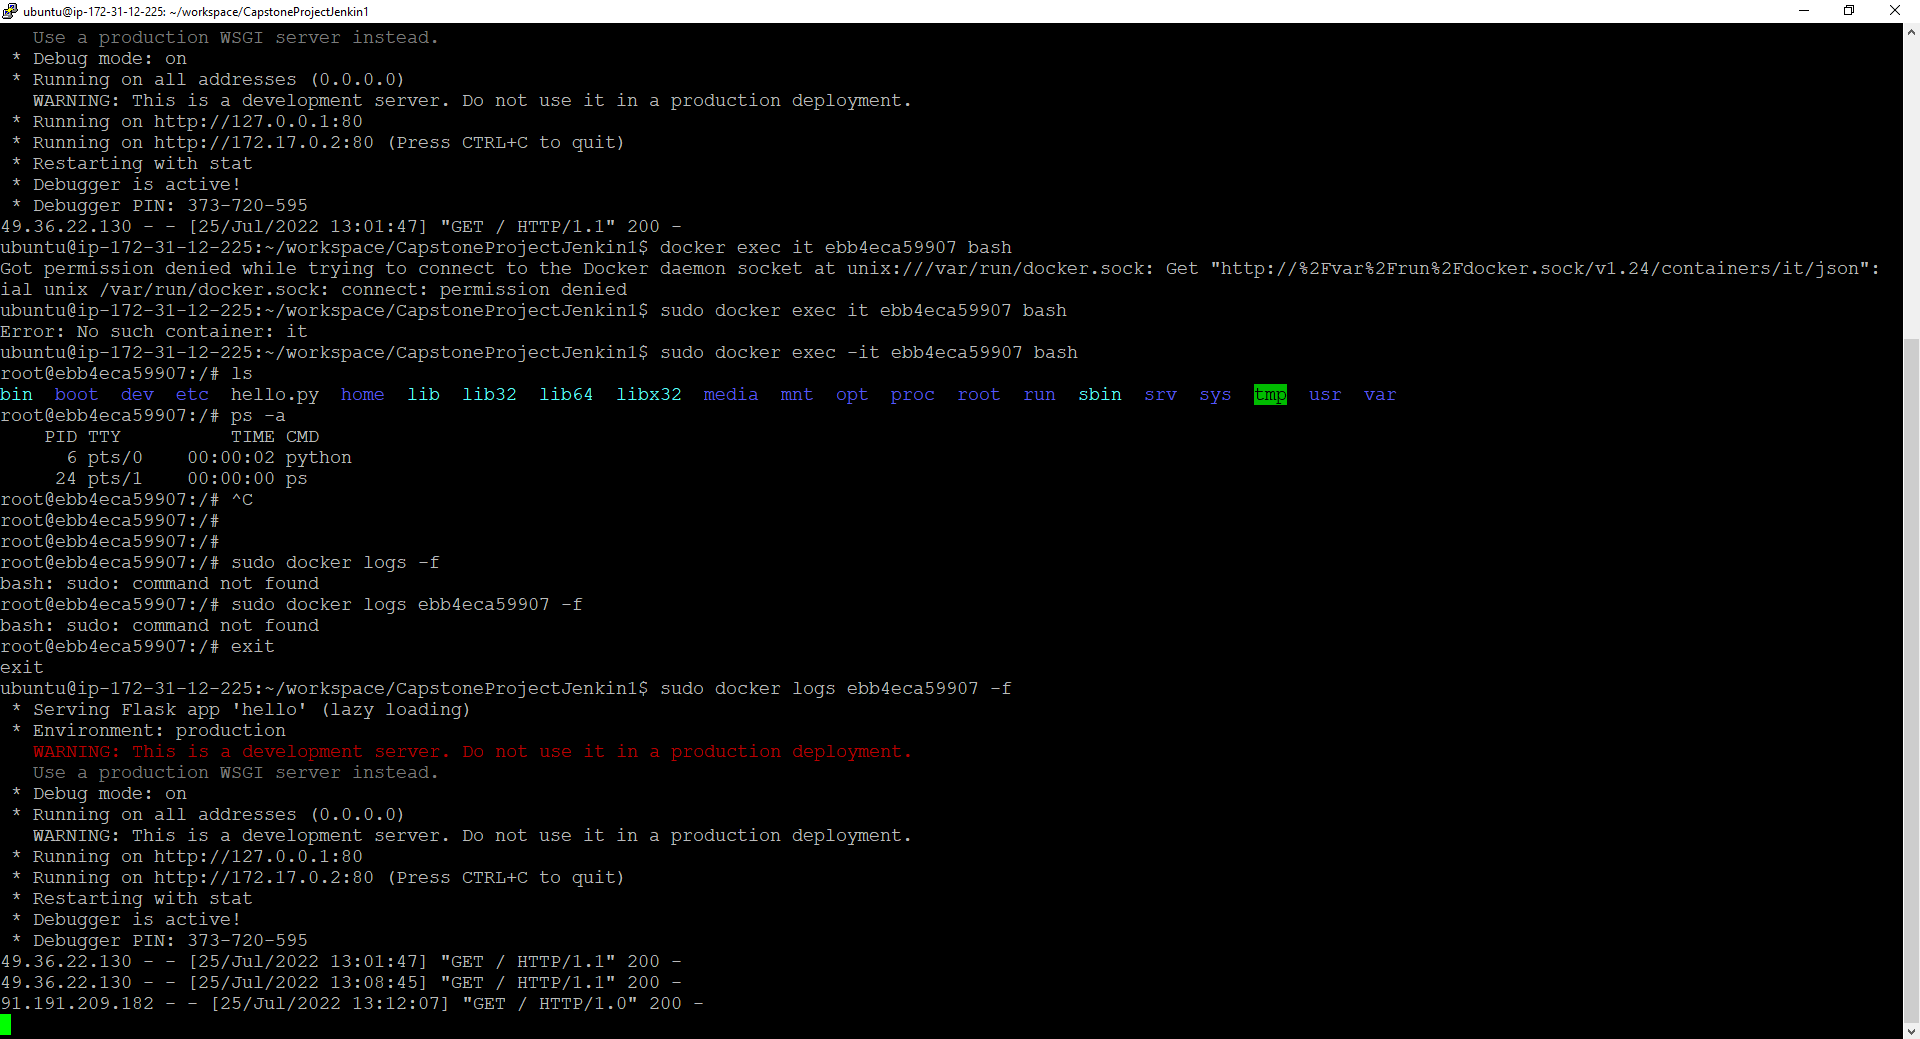 ubuntu@ip-172-31-12-225: ~/workspace/CapstoneProjectJenkin1
   Use a production WSGI server instead.
 * Debug mode: on
 * Running on all addresses (0.0.0.0)
   WARNING: This is a development server. Do not use it in a production deployment.
 * Running on http://127.0.0.1:80
 * Running on http://172.17.0.2:80 (Press CTRL+C to quit)
 * Restarting with stat
 * Debugger is active!
 * Debugger PIN: 373-720-595
49.36.22.130 - - [25/Jul/2022 13:01:47] "GET / HTTP/1.1" 200 -
ubuntu@ip-172-31-12-225:~/workspace/CapstoneProjectJenkin1$ docker exec it ebb4eca59907 bash
Got permission denied while trying to connect to the Docker daemon socket at unix:///var/run/docker.sock: Get "http://%2Fvar%2Frun%2Fdocker.sock/v1.24/containers/it/json":
ial unix /var/run/docker.sock: connect: permission denied
ubuntu@ip-172-31-12-225:~/workspace/CapstoneProjectJenkin1$ sudo docker exec it ebb4eca59907 bash
Error: No such container: it
ubuntu@ip-172-31-12-225:~/workspace/CapstoneProjectJenkin1$ sudo docker exec -it ebb4eca59907 bash
root@ebb4eca59907:/# ls
bin  boot  dev  etc  hello.py  home  lib  lib32  lib64  libx32  media  mnt  opt  proc  root  run  sbin  srv  sys  tmp  usr  var
root@ebb4eca59907:/# ps -a
    PID TTY          TIME CMD
      6 pts/0    00:00:02 python
     24 pts/1    00:00:00 ps
root@ebb4eca59907:/# ^C
root@ebb4eca59907:/#
root@ebb4eca59907:/#
root@ebb4eca59907:/# sudo docker logs -f
bash: sudo: command not found
root@ebb4eca59907:/# sudo docker logs ebb4eca59907 -f
bash: sudo: command not found
root@ebb4eca59907:/# exit
exit
ubuntu@ip-172-31-12-225:~/workspace/CapstoneProjectJenkin1$ sudo docker logs ebb4eca59907 -f
 * Serving Flask app 'hello' (lazy loading)
 * Environment: production
   WARNING: This is a development server. Do not use it in a production deployment.
   Use a production WSGI server instead.
 * Debug mode: on
 * Running on all addresses (0.0.0.0)
   WARNING: This is a development server. Do not use it in a production deployment.
 * Running on http://127.0.0.1:80
 * Running on http://172.17.0.2:80 (Press CTRL+C to quit)
 * Restarting with stat
 * Debugger is active!
 * Debugger PIN: 373-720-595
49.36.22.130 - - [25/Jul/2022 13:01:47] "GET / HTTP/1.1" 200 -
49.36.22.130 - - [25/Jul/2022 13:08:45] "GET / HTTP/1.1" 200 -
91.191.209.182 - - [25/Jul/2022 13:12:07] "GET / HTTP/1.0" 200 -